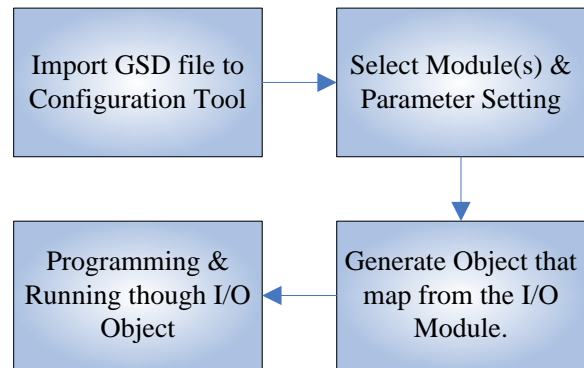 Import GSD file to
Configuration Tool
Select Module(s) &
Parameter Setting
Generate Object that
map from the I/O
Module.
Programming &
Running though I/O
Object